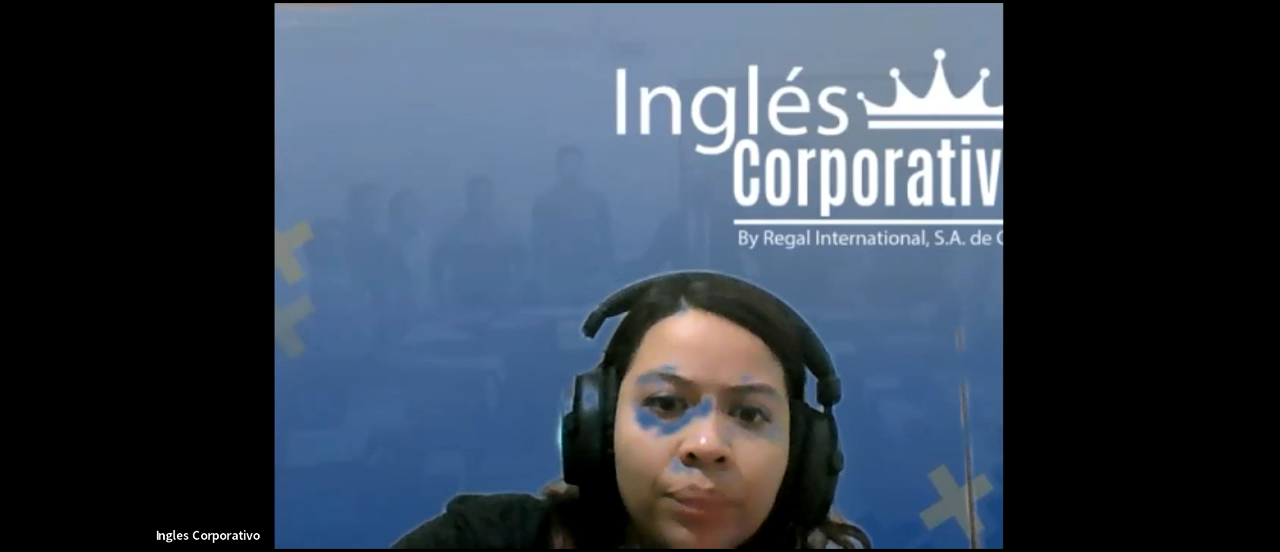 Inglés
Corporativ
By Regal International, S.A. de C
Ingles Corporativo